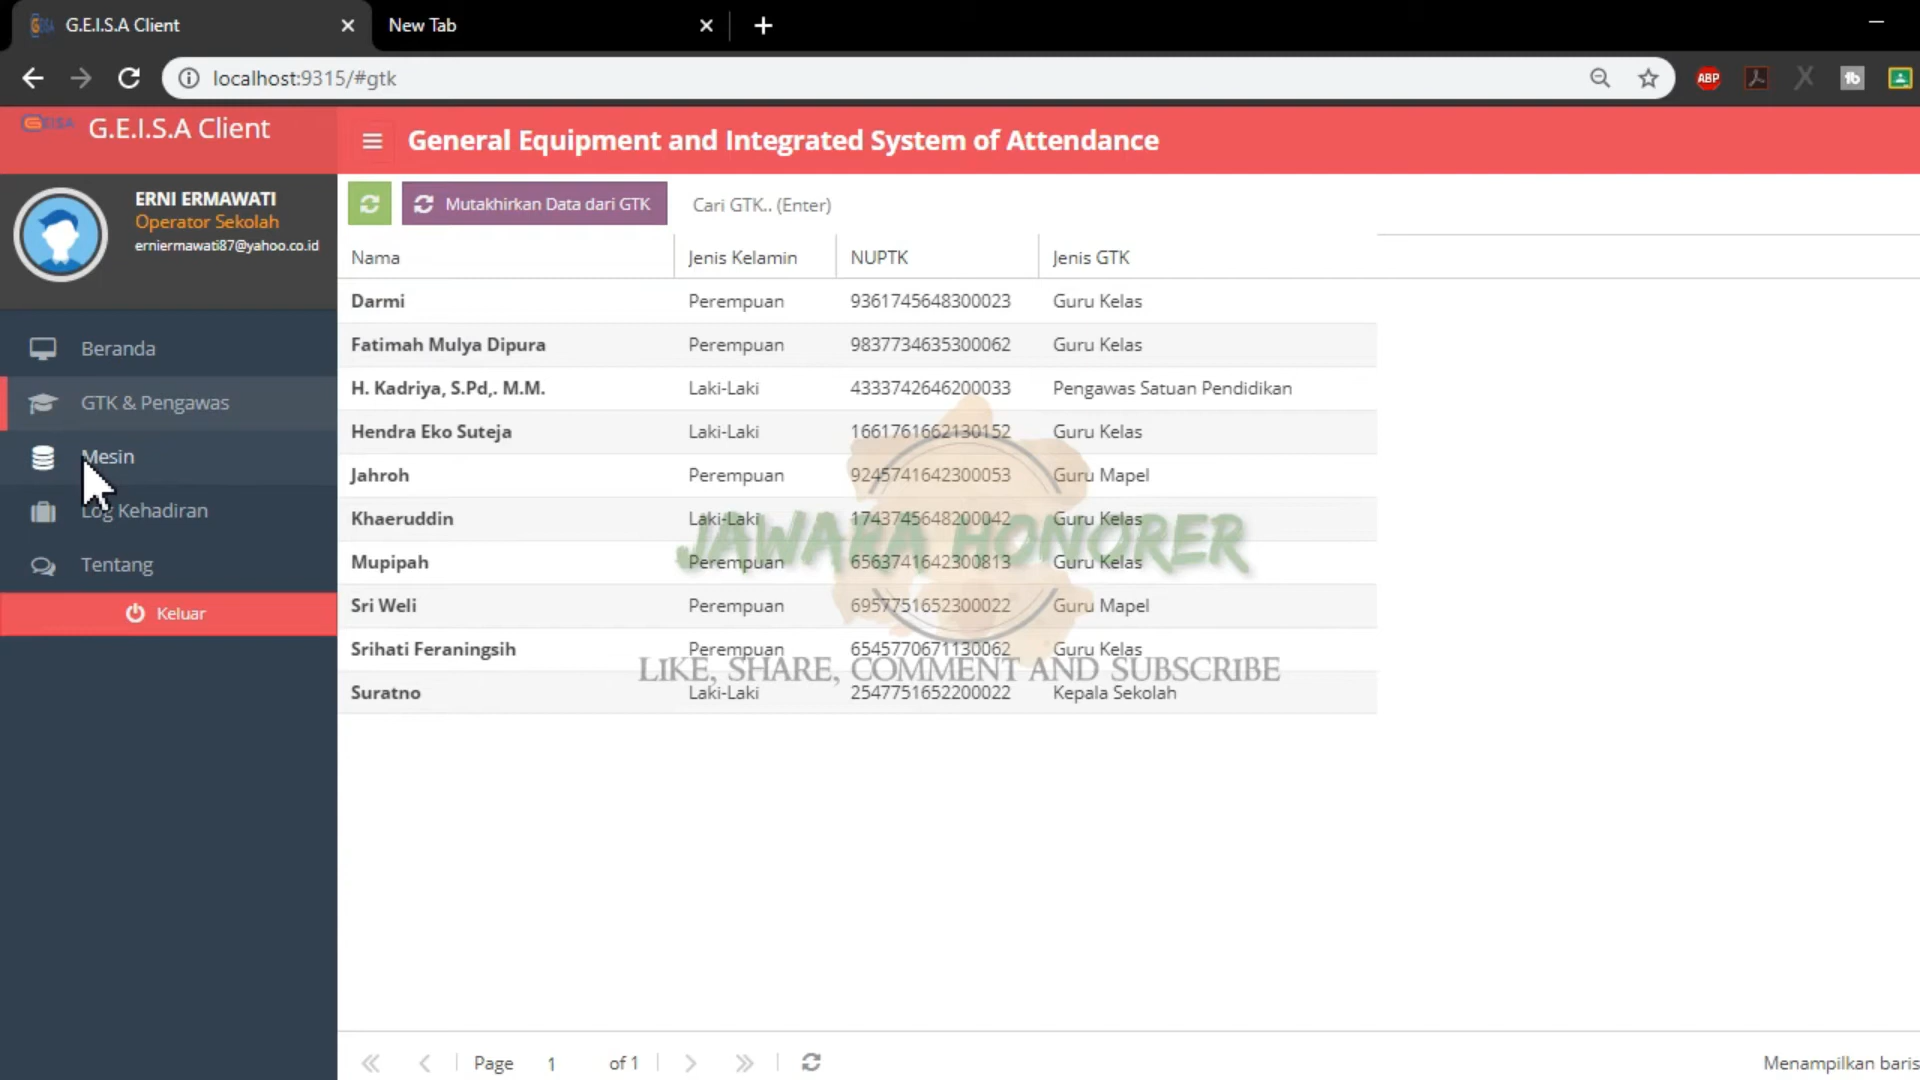 G.E.I.S.A Client
New Tab
localhost:9315/#gtk
ABP
GEISA G.E.I.S.A Client
General Equipment and Integrated System of Attendance
ERNI ERMAWATI
Operator Sekolah
erniermawati87@yahoo.co.id
Mutakhirkan Data dari GTK
Cari GTK.. (Enter)
Beranda
GTK & Pengawas
Mesin
Log Kehadiran
Tentang
Keluar
Nama Jenis Kelamin NUPTK Jenis GTK
Darmi Perempuan 9361745648300023 Guru Kelas
Fatimah Mulya Dipura Perempuan 9837734635300062 Guru Kelas
H. Kadriya, S.Pd,. M.M. Laki-Laki 4333742646200033 Pengawas Satuan Pendidikan
Hendra Eko Suteja Laki-Laki 1661761662130152 Guru Kelas
Jahroh Perempuan 9245741642300053 Guru Mapel
Khaeruddin Laki-Laki 1743745648200042 Guru Kelas
JAWARA HONORER
Mupipah Perempuan 6563741642300813 Guru Kelas
Sri Weli Perempuan 6957751652300022 Guru Mapel
Srihati Feraningsih Perempuan 6545770671130062 Guru Kelas
LIKE, SHARE, COMMENT AND SUBSCRIBE
Suratno Laki-Laki 2547751652200022 Kepala Sekolah
Page 1 of 1
Menampilkan baris